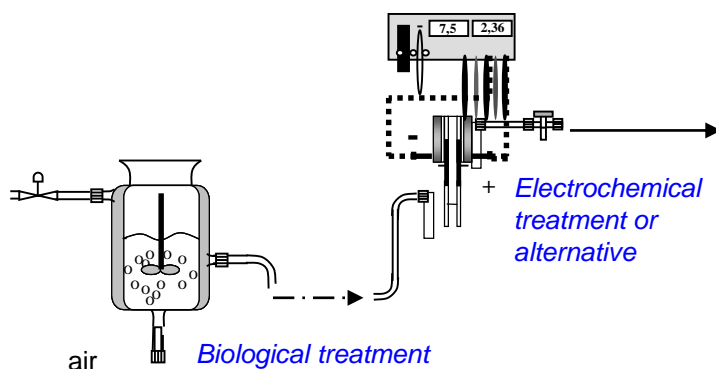 7,5 2,36
-
-
+
Electrochemical
treatment or
alternative
air
Biological treatment